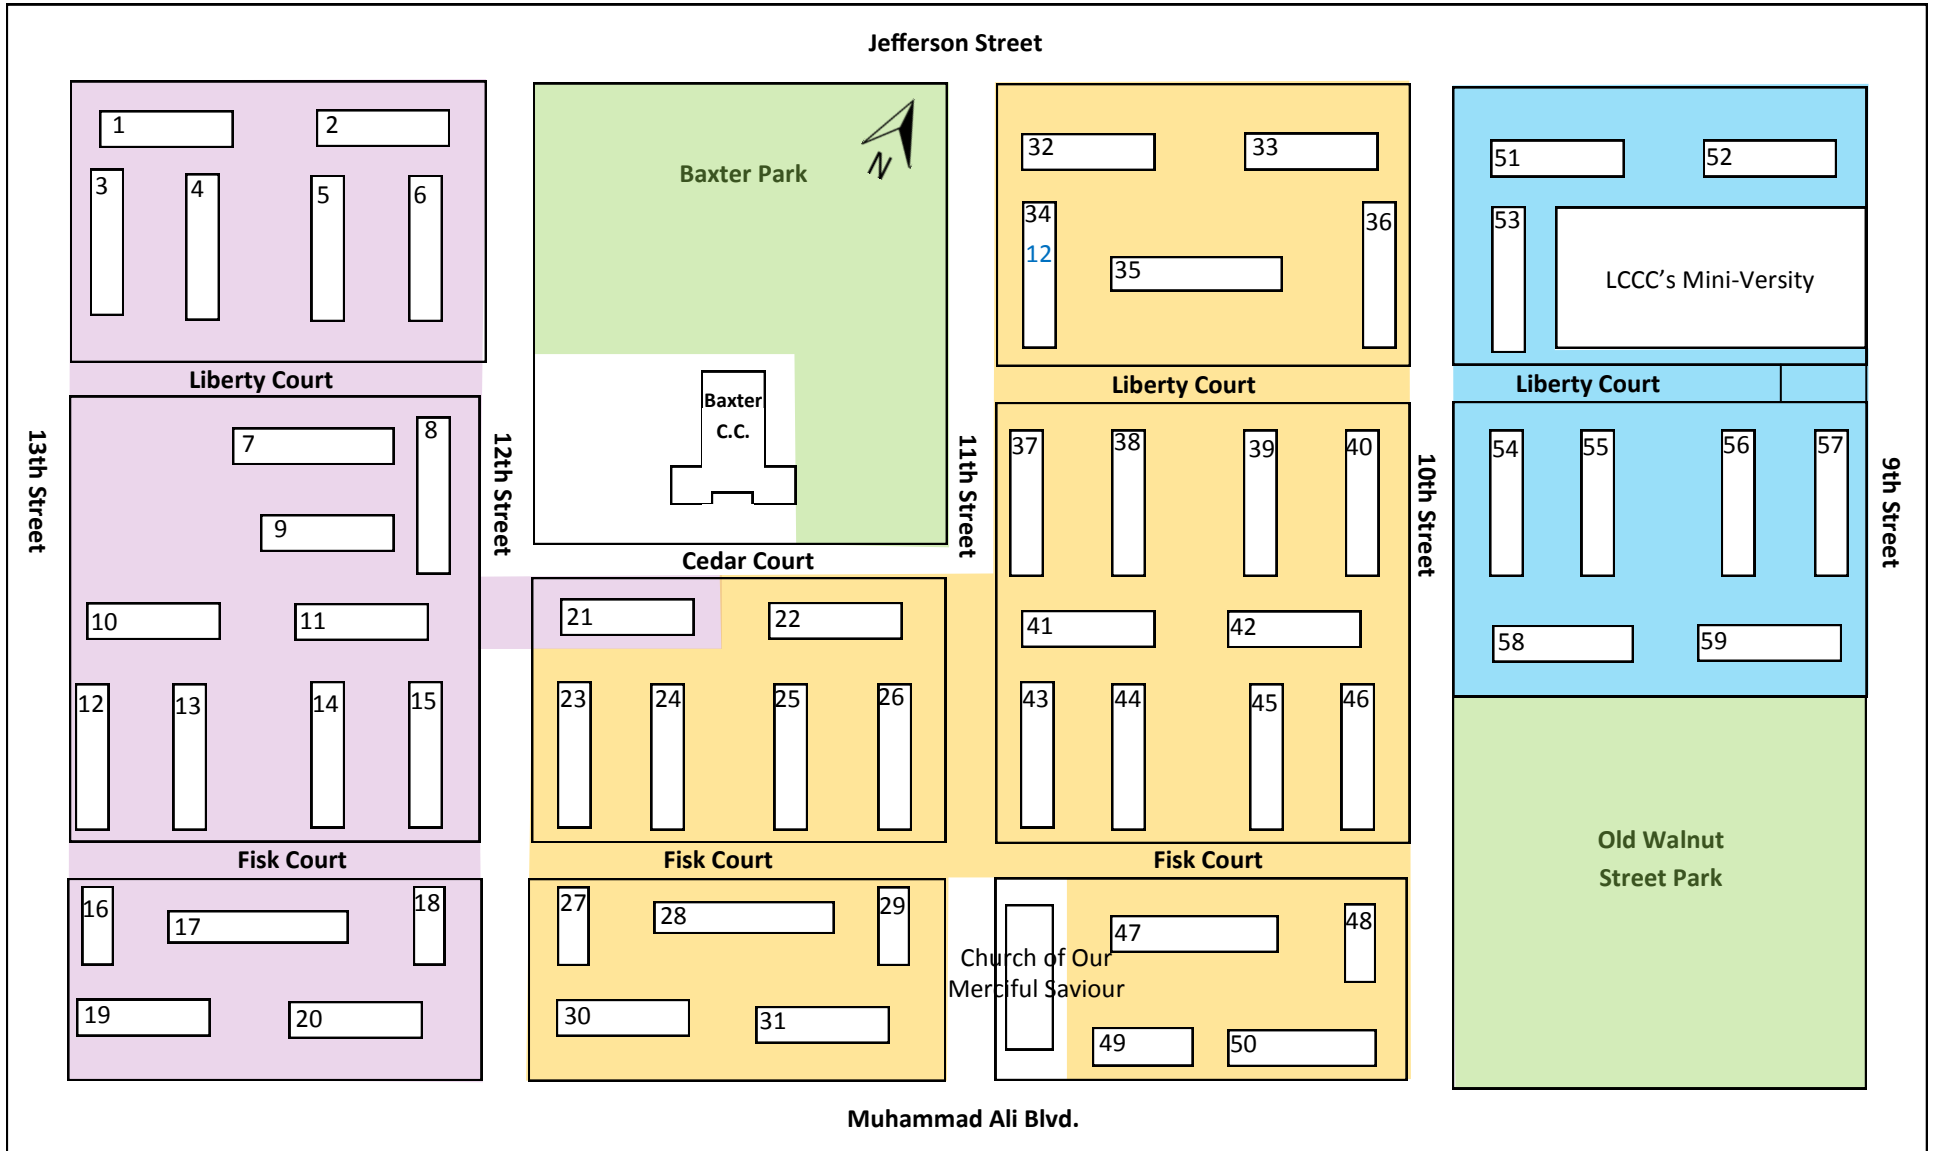 Jefferson Street
1
2
3
4
5
6
Baxter Park
N
32
33
34
12
35
36
51
52
53
LCCC's Mini-Versity
Liberty Court
Liberty Court
Liberty Court
13th Street
7
8
9
10
11
12
13
14
15
12th Street
Baxter
C.C.
Cedar Court
11th Street
21
22
23
24
25
26
37
38
39
40
41
42
43
44
45
46
10th Street
54
55
56
57
58
59
9th Street
Fisk Court
Fisk Court
Fisk Court
16
17
18
19
20
27
28
29
30
31
Church of Our
Merciful Saviour
47
48
49
50
Old Walnut
Street Park
Muhammad Ali Blvd.